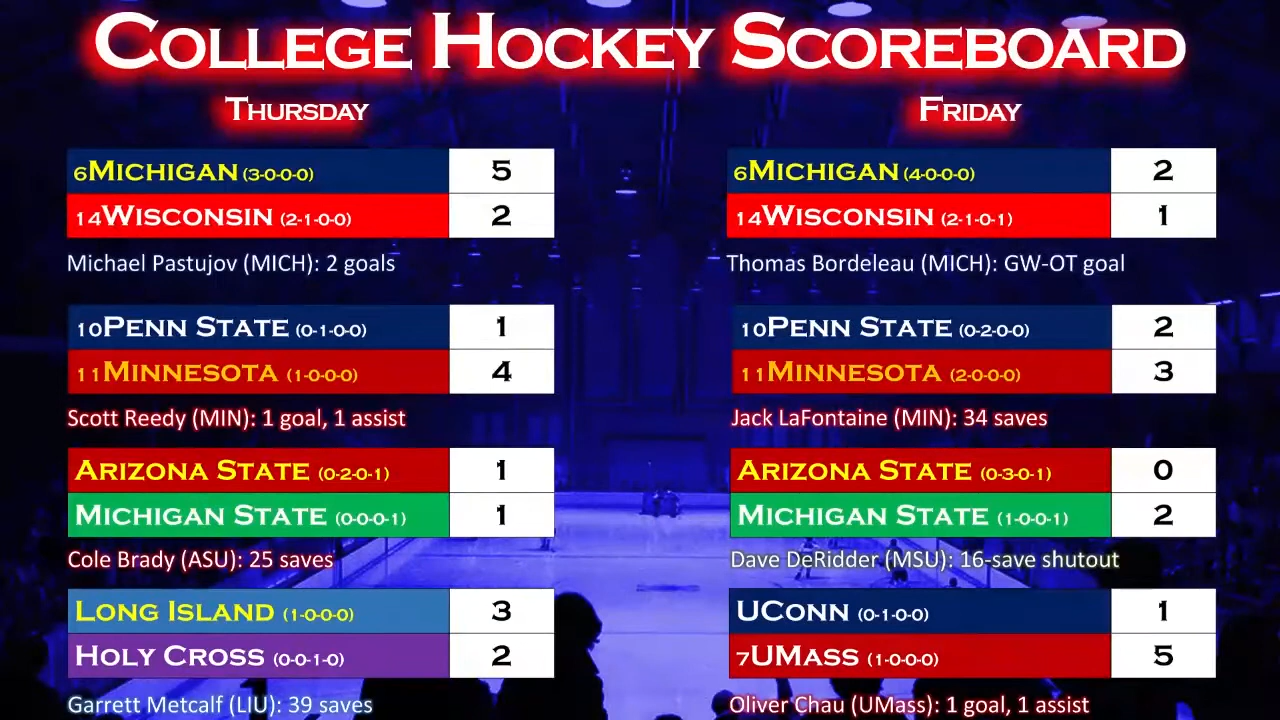 COLLEGE HOCKEY SCOREBOARD
THURSDAY
6MICHIGAN (3-0-0-0) 5
14WISCONSIN (2-1-0-0) 2
Michael Pastujov (MICH): 2 goals
10PENN STATE (0-1-0-0) 1
11MINNESOTA (1-0-0-0) 4
Scott Reedy (MIN): 1 goal, 1 assist
ARIZONA STATE (0-2-0-1) 1
MICHIGAN STATE (0-0-0-1) 1
Cole Brady (ASU): 25 saves
LONG ISLAND (1-0-0-0) 3
HOLY CROSS (0-0-1-0) 2
Garrett Metcalf (LIU): 39 saves
FRIDAY
6MICHIGAN (4-0-0-0) 2
14WISCONSIN (2-1-0-1) 1
Thomas Bordeleau (MICH): GW-OT goal
10PENN STATE (0-2-0-0) 2
11MINNESOTA (2-0-0-0) 3
Jack LaFontaine (MIN): 34 saves
ARIZONA STATE (0-3-0-1) 0
MICHIGAN STATE (1-0-0-1) 2
Dave DeRidder (MSU): 16-save shutout
UCONN (0-1-0-0) 1
7UMASS (1-0-0-0) 5
Oliver Chau (UMass): 1 goal, 1 assist